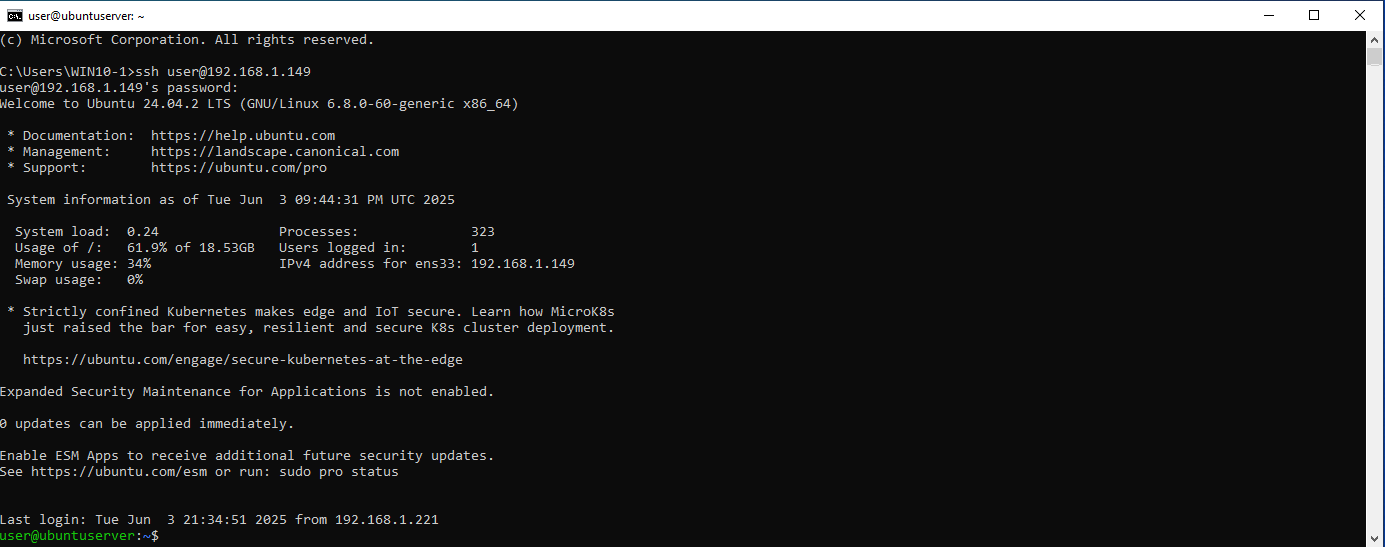 user@ubuntuserver: ~
(c) Microsoft Corporation. All rights reserved.
C:\Users\WIN10-1>ssh user@192.168.1.149
user@192.168.1.149's password:
Welcome to Ubuntu 24.04.2 LTS (GNU/Linux 6.8.0-60-generic x86_64)
* Documentation:  https://help.ubuntu.com
* Management:     https://landscape.canonical.com
* Support:        https://ubuntu.com/pro
System information as of Tue Jun  3 09:44:31 PM UTC 2025
System load:  0.24               Processes:              323
Usage of /:   61.9% of 18.53GB   Users logged in:        1
Memory usage: 34%                IPv4 address for ens33: 192.168.1.149
Swap usage:   0%
* Strictly confined Kubernetes makes edge and IoT secure. Learn how MicroK8s
just raised the bar for easy, resilient and secure K8s cluster deployment.
https://ubuntu.com/engage/secure-kubernetes-at-the-edge
Expanded Security Maintenance for Applications is not enabled.
0 updates can be applied immediately.
Enable ESM Apps to receive additional future security updates.
See https://ubuntu.com/esm or run: sudo pro status
Last login: Tue Jun  3 21:34:51 2025 from 192.168.1.221
user@ubuntuserver:~$